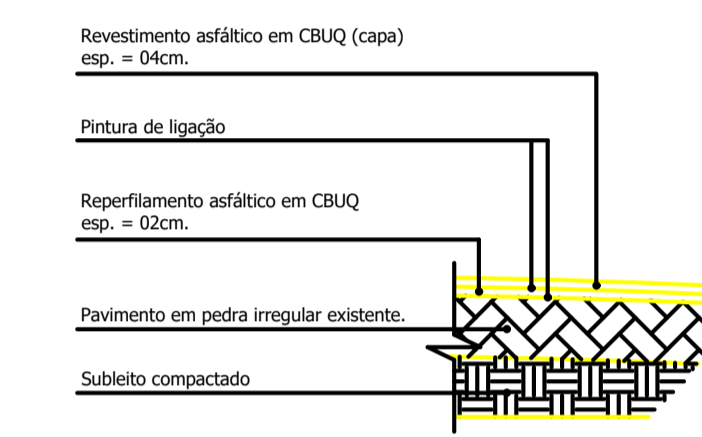 Revestimento asfáltico em CBUQ (capa)
esp. = 04cm.
Pintura de ligação
Reperfilamento asfáltico em CBUQ
esp. = 02cm.
Pavimento em pedra irregular existente.
Subleito compactado